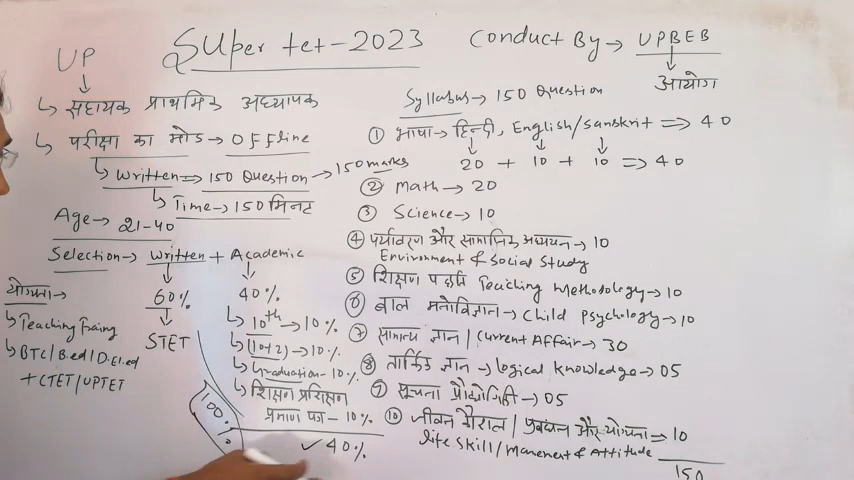 UP
SUper tet-2023
Conduct By→ UPBEB
आयोग
↳ सहायक प्राथमिक अध्यापक
↳ परीक्षा का मोड→ Offline
↳ Written⇒ 150 Question → 150 marks
↳ Time→ 150 मिनट
Age→ 21-40
Selection→ Written + Academic
60%
STET
40%
↳ 10th→ 10%
↳ (10+2)→ 10%
↳ Graduation- 10%
↳ शिक्षण प्रशिक्षण
प्रमाण पत्र - 10%
✓ 40%
100%
योग्यता→
↳ Teaching Traing
↳ BTC/B.ed/D.El.ed
+ CTET/UPTET
Syllabus→ 150 Question
① भाषा→ हिन्दी, English/Sanskrit ⇒ 40
20 + 10 + 10 ⇒ 40
② Math→ 20
③ Science→ 10
④ पर्यावरण और सामाजिक अध्ययन→ 10
Environment & Social Study
⑤ शिक्षण पद्धति Teaching Methodology→ 10
⑥ बाल मनोविज्ञान→ Child Psychology→ 10
⑦ सामान्य ज्ञान/Current Affair→ 30
⑧ तार्किक ज्ञान→ Logical Knowledge→ 05
⑨ सूचना प्रौद्योगिकी→ 05
⑩ जीवन कौशल/प्रबंधन और = 10
life Skill/ & Attitude
150